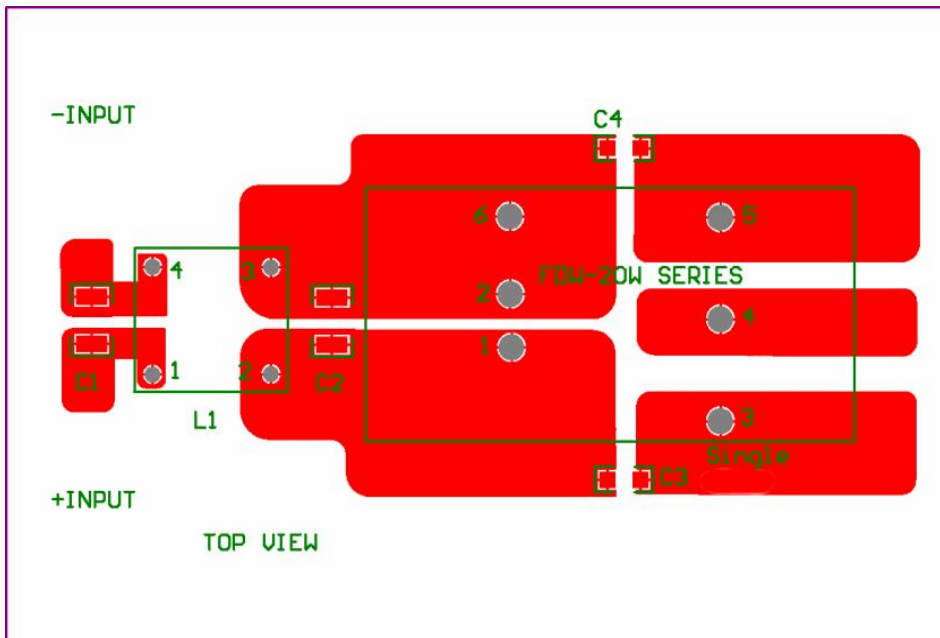 -INPUT
C4
6
5
4
3
FDW-20W SERIES
2
4
1
1
2
C1
C2
3
L1
Single
C3
+INPUT
TOP VIEW